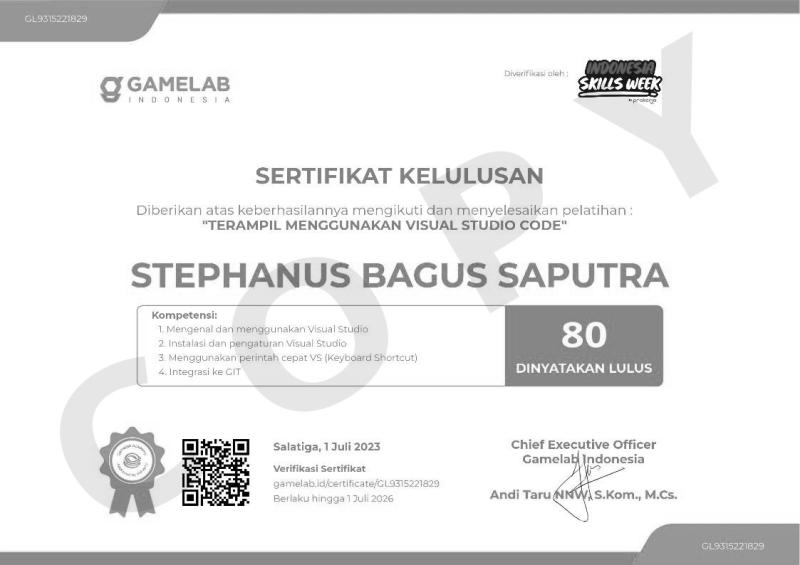 GL9315221829
GAMELAB
INDONESIA
Diverifikasi oleh :
INDONESIA
SKILLS WEEK
by prakerja
SERTIFIKAT KELULUSAN
Diberikan atas keberhasilannya mengikuti dan menyelesaikan pelatihan :
"TERAMPIL MENGGUNAKAN VISUAL STUDIO CODE"
STEPHANUS BAGUS SAPUTRA
Kompetensi:
1. Mengenal dan menggunakan Visual Studio
2. Instalasi dan pengaturan Visual Studio
3. Menggunakan perintah cepat VS (Keyboard Shortcut)
4. Integrasi ke GIT
80
DINYATAKAN LULUS
COPY
Salatiga, 1 Juli 2023
Verifikasi Sertifikat
gamelab.id/certificate/GL9315221829
Berlaku hingga 1 Juli 2026
Chief Executive Officer
Gamelab Indonesia
Andi Taru NNW, S.Kom., M.Cs.
GL9315221829